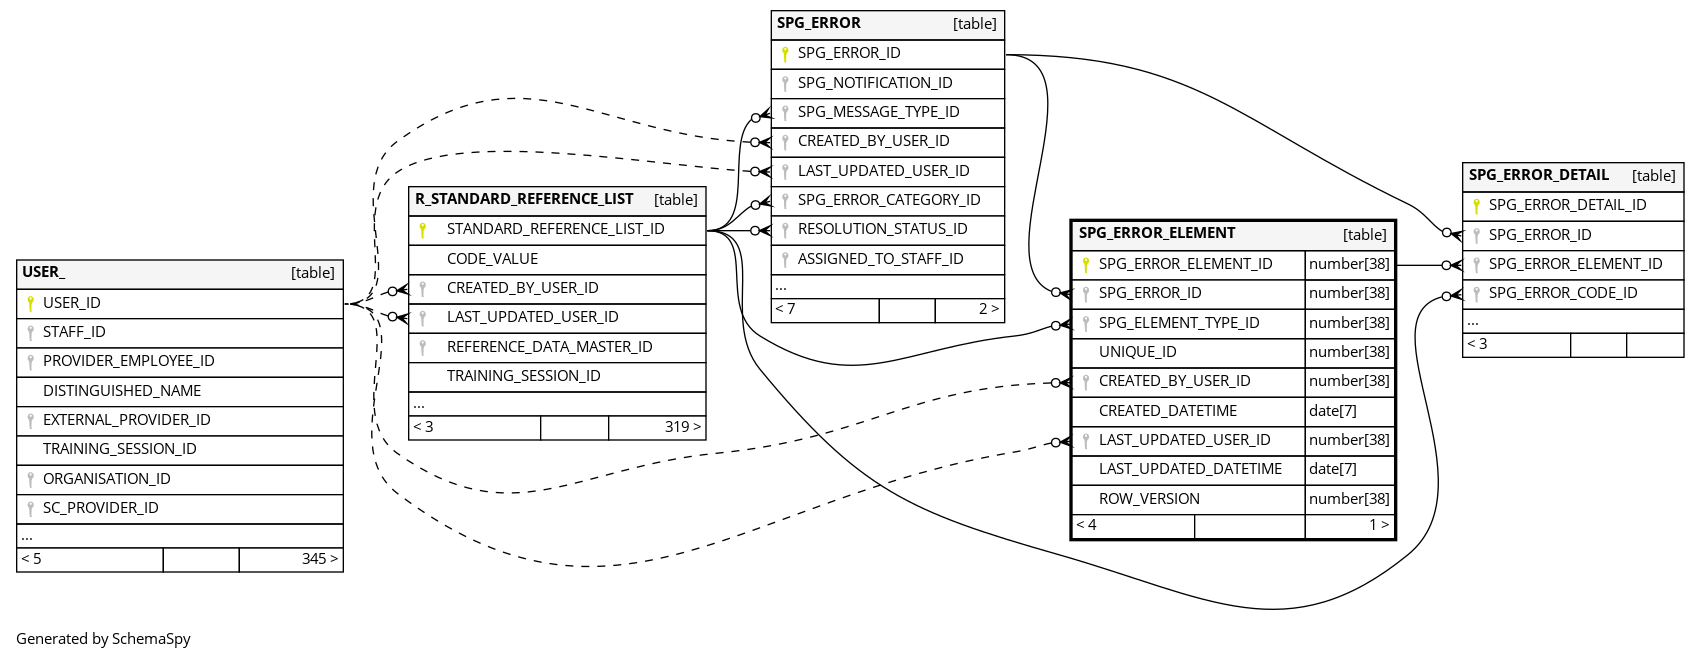 SPG_ERROR [table]
SPG_ERROR_ID
SPG_NOTIFICATION_ID
SPG_MESSAGE_TYPE_ID
CREATED_BY_USER_ID
LAST_UPDATED_USER_ID
SPG_ERROR_CATEGORY_ID
RESOLUTION_STATUS_ID
ASSIGNED_TO_STAFF_ID
...
< 7 2 >
R_STANDARD_REFERENCE_LIST [table]
STANDARD_REFERENCE_LIST_ID
CODE_VALUE
CREATED_BY_USER_ID
LAST_UPDATED_USER_ID
REFERENCE_DATA_MASTER_ID
TRAINING_SESSION_ID
...
< 3 319 >
USER_ [table]
USER_ID
STAFF_ID
PROVIDER_EMPLOYEE_ID
DISTINGUISHED_NAME
EXTERNAL_PROVIDER_ID
TRAINING_SESSION_ID
ORGANISATION_ID
SC_PROVIDER_ID
...
< 5 345 >
SPG_ERROR_ELEMENT [table]
SPG_ERROR_ELEMENT_ID number[38]
SPG_ERROR_ID number[38]
SPG_ELEMENT_TYPE_ID number[38]
UNIQUE_ID number[38]
CREATED_BY_USER_ID number[38]
CREATED_DATETIME date[7]
LAST_UPDATED_USER_ID number[38]
LAST_UPDATED_DATETIME date[7]
ROW_VERSION number[38]
< 4 1 >
SPG_ERROR_DETAIL [table]
SPG_ERROR_DETAIL_ID
SPG_ERROR_ID
SPG_ERROR_ELEMENT_ID
SPG_ERROR_CODE_ID
...
< 3
Generated by SchemaSpy